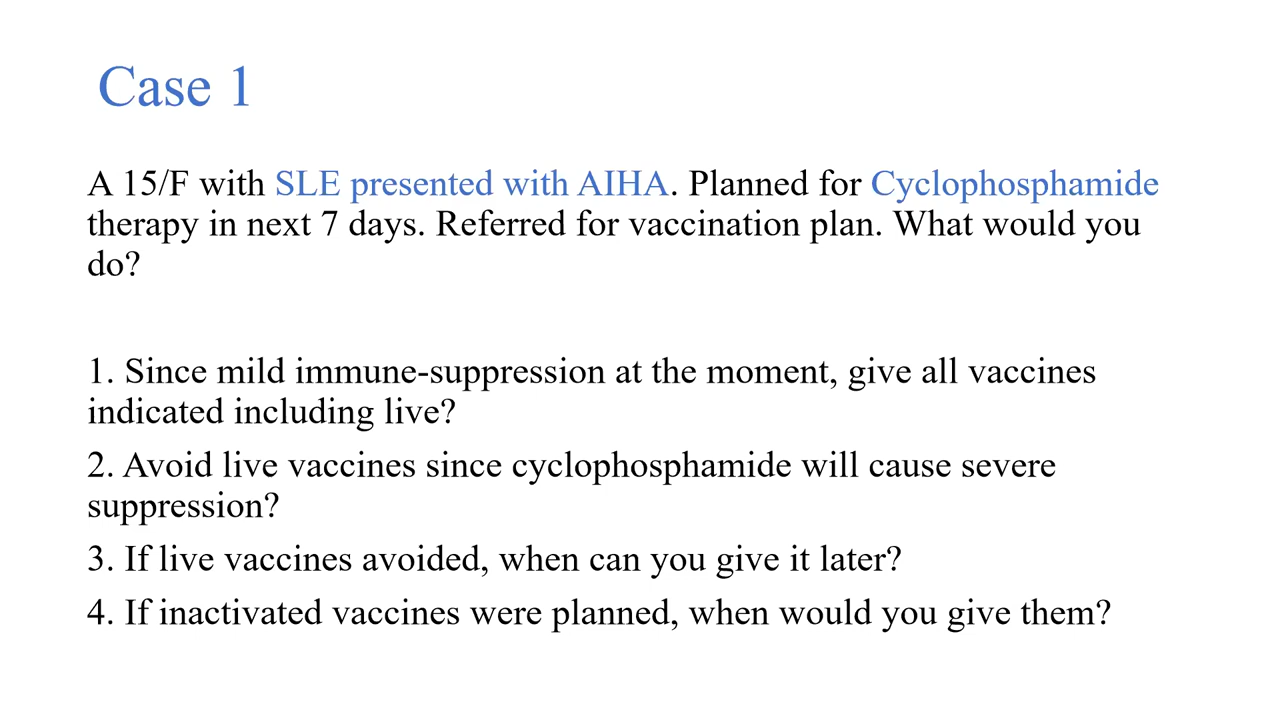 Case 1
A 15/F with SLE presented with AIHA. Planned for Cyclophosphamide
therapy in next 7 days. Referred for vaccination plan. What would you
do?
1. Since mild immune-suppression at the moment, give all vaccines
indicated including live?
2. Avoid live vaccines since cyclophosphamide will cause severe
suppression?
3. If live vaccines avoided, when can you give it later?
4. If inactivated vaccines were planned, when would you give them?